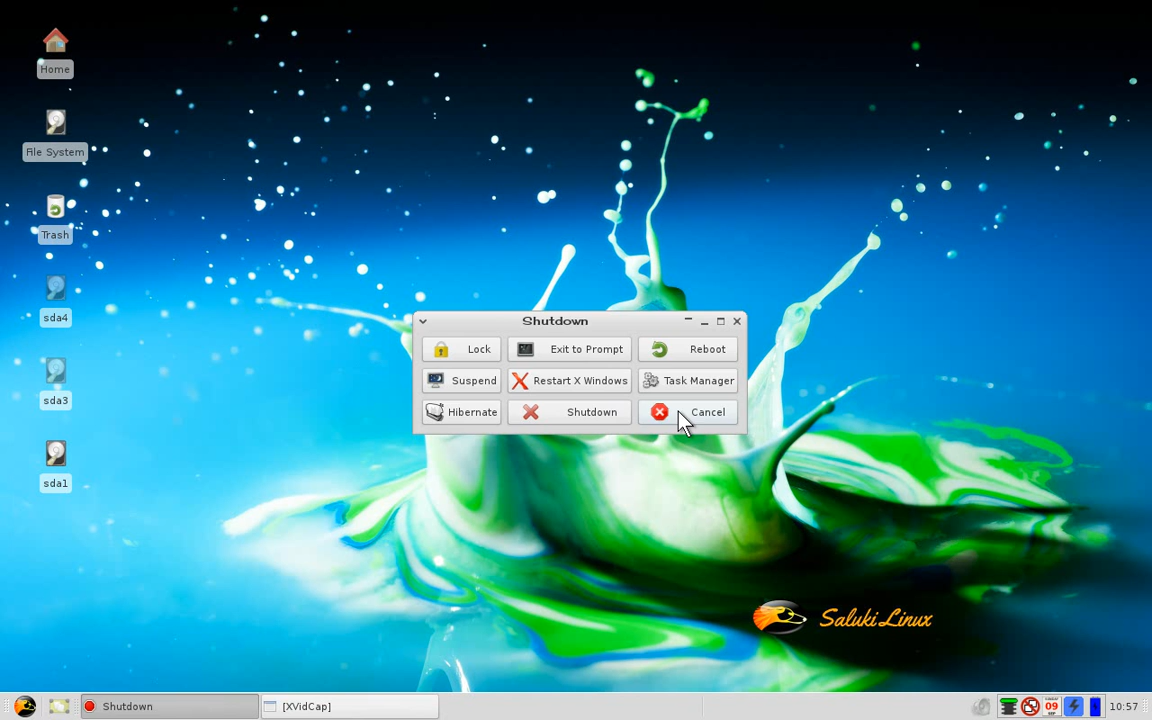 Home
File System
Trash
sda4
sda3
sda1
Shutdown
Lock
Exit to Prompt
Reboot
Suspend
Restart X Windows
Task Manager
Hibernate
Shutdown
Cancel
Saluki Linux
Shutdown
[XVidCap]
09
10:57